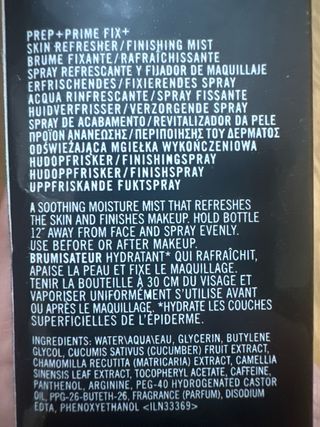 PREP+PRIME FIX+
SKIN REFRESHER/FINISHING MIST
BRUME FIXANTE/RAFRAÎCHISSANTE
SPRAY REFRESCANTE Y FIJADOR DE MAQUILLAJE
ERFRISCHENDES/FIXIERENDES SPRAY
ACQUA RINFRESCANTE/SPRAY FISSANTE
HUIDVERFRISSER/VERZORGENDE SPRAY
SPRAY DE ACABAMENTO/REVITALIZADOR DA PELE
ΠΡΟΪΟΝ ΑΝΑΝΕΩΣΗΣ/ΠΕΡΙΠΟΙΗΣΗΣ ΤΟΥ ΔΕΡΜΑΤΟΣ
ODŚWIEŻAJĄCA MGIEŁKA WYKOŃCZENIOWA
HUDOPFRISKER/FINISHINGSPRAY
HUDOPPFRISKER/FINISHSPRAY
UPPFRISKANDE FUKTSPRAY
A SOOTHING MOISTURE MIST THAT REFRESHES
THE SKIN AND FINISHES MAKEUP. HOLD BOTTLE
12" AWAY FROM FACE AND SPRAY EVENLY.
USE BEFORE OR AFTER MAKEUP.
BRUMISATEUR HYDRATANT* QUI RAFRAÎCHIT,
APAISE LA PEAU ET FIXE LE MAQUILLAGE.
TENIR LA BOUTEILLE À 30 CM DU VISAGE ET
VAPORISER UNIFORMÉMENT S'UTILISE AVANT
OU APRÈS LE MAQUILLAGE. *HYDRATE LES COUCHES
SUPERFICIELLES DE L'ÉPIDERME.
INGREDIENTS: WATER\AQUA\EAU, GLYCERIN, BUTYLENE
GLYCOL, CUCUMIS SATIVUS (CUCUMBER) FRUIT EXTRACT,
CHAMOMILLA RECUTITA (MATRICARIA) EXTRACT, CAMELLIA
SINENSIS LEAF EXTRACT, TOCOPHERYL ACETATE, CAFFEINE,
PANTHENOL, ARGININE, PEG-40 HYDROGENATED CASTOR
OIL, PPG-26-BUTETH-26, FRAGRANCE (PARFUM), DISODIUM
EDTA, PHENOXYETHANOL <ILN33369>